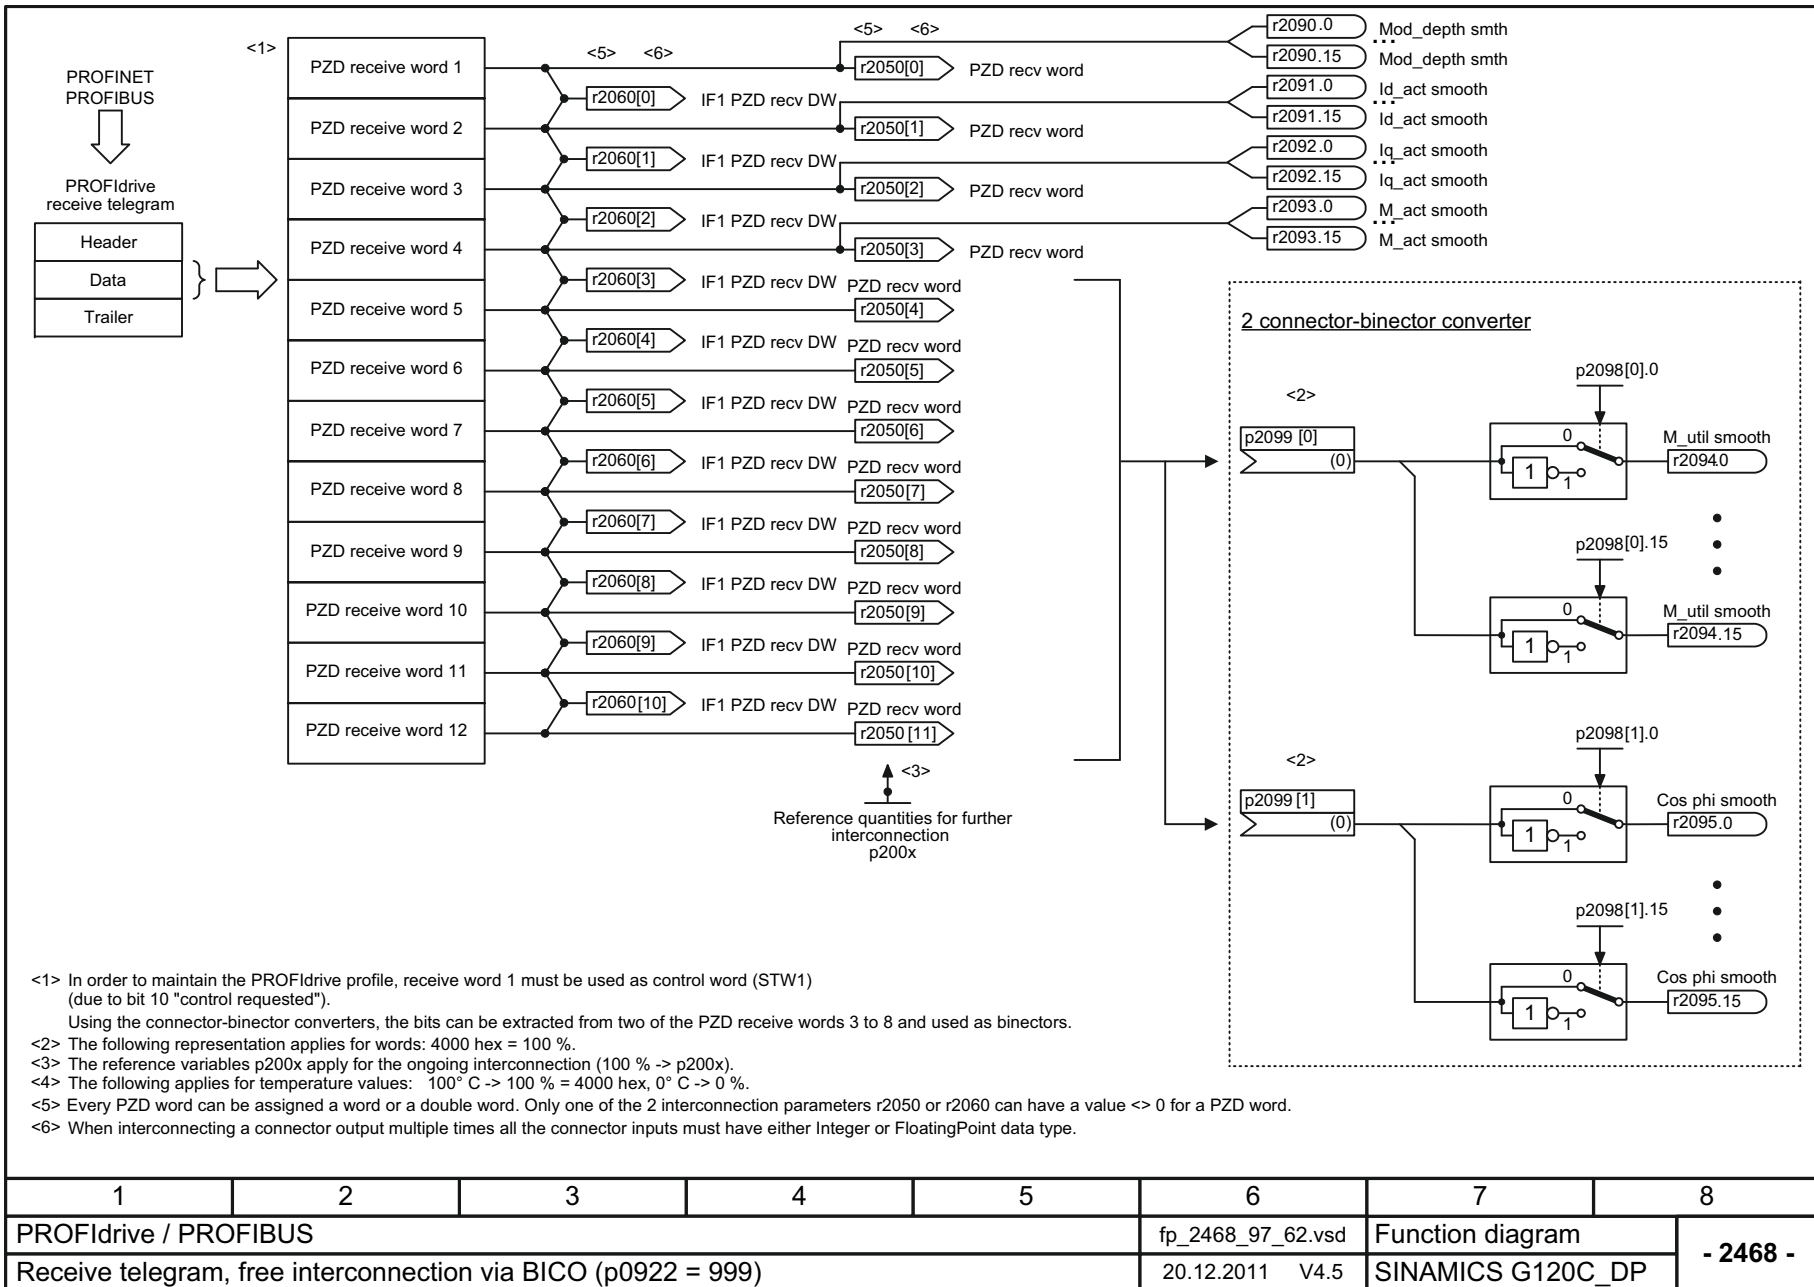 <1>
PROFINET
PROFIBUS
PROFIdrive
receive telegram
Header
Data
Trailer
PZD receive word 1
PZD receive word 2
PZD receive word 3
PZD receive word 4
PZD receive word 5
PZD receive word 6
PZD receive word 7
PZD receive word 8
PZD receive word 9
PZD receive word 10
PZD receive word 11
PZD receive word 12
<5> <6>
r2060[0] IF1 PZD recv DW
r2060[1] IF1 PZD recv DW
r2060[2] IF1 PZD recv DW
r2060[3] IF1 PZD recv DW
r2060[4] IF1 PZD recv DW
r2060[5] IF1 PZD recv DW
r2060[6] IF1 PZD recv DW
r2060[7] IF1 PZD recv DW
r2060[8] IF1 PZD recv DW
r2060[9] IF1 PZD recv DW
r2060[10] IF1 PZD recv DW
<5> <6>
r2050[0] PZD recv word
r2050[1] PZD recv word
r2050[2] PZD recv word
r2050[3] PZD recv word
PZD recv word
r2050[4]
PZD recv word
r2050[5]
PZD recv word
r2050[6]
PZD recv word
r2050[7]
PZD recv word
r2050[8]
PZD recv word
r2050[9]
PZD recv word
r2050[10]
PZD recv word
r2050[11]
<3>
Reference quantities for further
interconnection
p200x
r2090.0 Mod_depth smth
...
r2090.15 Mod_depth smth
r2091.0 Id_act smooth
...
r2091.15 Id_act smooth
r2092.0 Iq_act smooth
...
r2092.15 Iq_act smooth
r2093.0 M_act smooth
...
r2093.15 M_act smooth
2 connector-binector converter
p2098[0].0
<2>
p2099 [0]
(0)
0
1
1
M_util smooth
r2094.0
p2098[0].15
0
1
1
M_util smooth
r2094.15
p2098[1].0
<2>
p2099 [1]
(0)
0
1
1
Cos phi smooth
r2095.0
p2098[1].15
0
1
1
Cos phi smooth
r2095.15
<1> In order to maintain the PROFIdrive profile, receive word 1 must be used as control word (STW1)
(due to bit 10 "control requested").
Using the connector-binector converters, the bits can be extracted from two of the PZD receive words 3 to 8 and used as binectors.
<2> The following representation applies for words: 4000 hex = 100 %.
<3> The reference variables p200x apply for the ongoing interconnection (100 % -> p200x).
<4> The following applies for temperature values: 100° C -> 100 % = 4000 hex, 0° C -> 0 %.
<5> Every PZD word can be assigned a word or a double word. Only one of the 2 interconnection parameters r2050 or r2060 can have a value <> 0 for a PZD word.
<6> When interconnecting a connector output multiple times all the connector inputs must have either Integer or FloatingPoint data type.
1 2 3 4 5 6 7 8
PROFIdrive / PROFIBUS fp_2468_97_62.vsd Function diagram
- 2468 -
Receive telegram, free interconnection via BICO (p0922 = 999) 20.12.2011 V4.5 SINAMICS G120C_DP